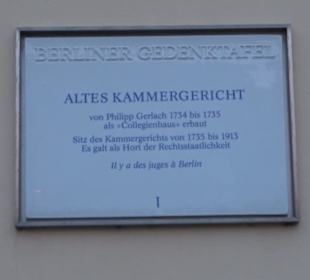 BERLINER GEDENKTAFEL
ALTES KAMMERGERICHT
von Philipp Gerlach 1734 bis 1735
als »Collegienhaus« erbaut
Sitz des Kammergerichts von 1735 bis 1913
Es galt als Hort der Rechtsstaatlichkeit
Il y a des juges à Berlin